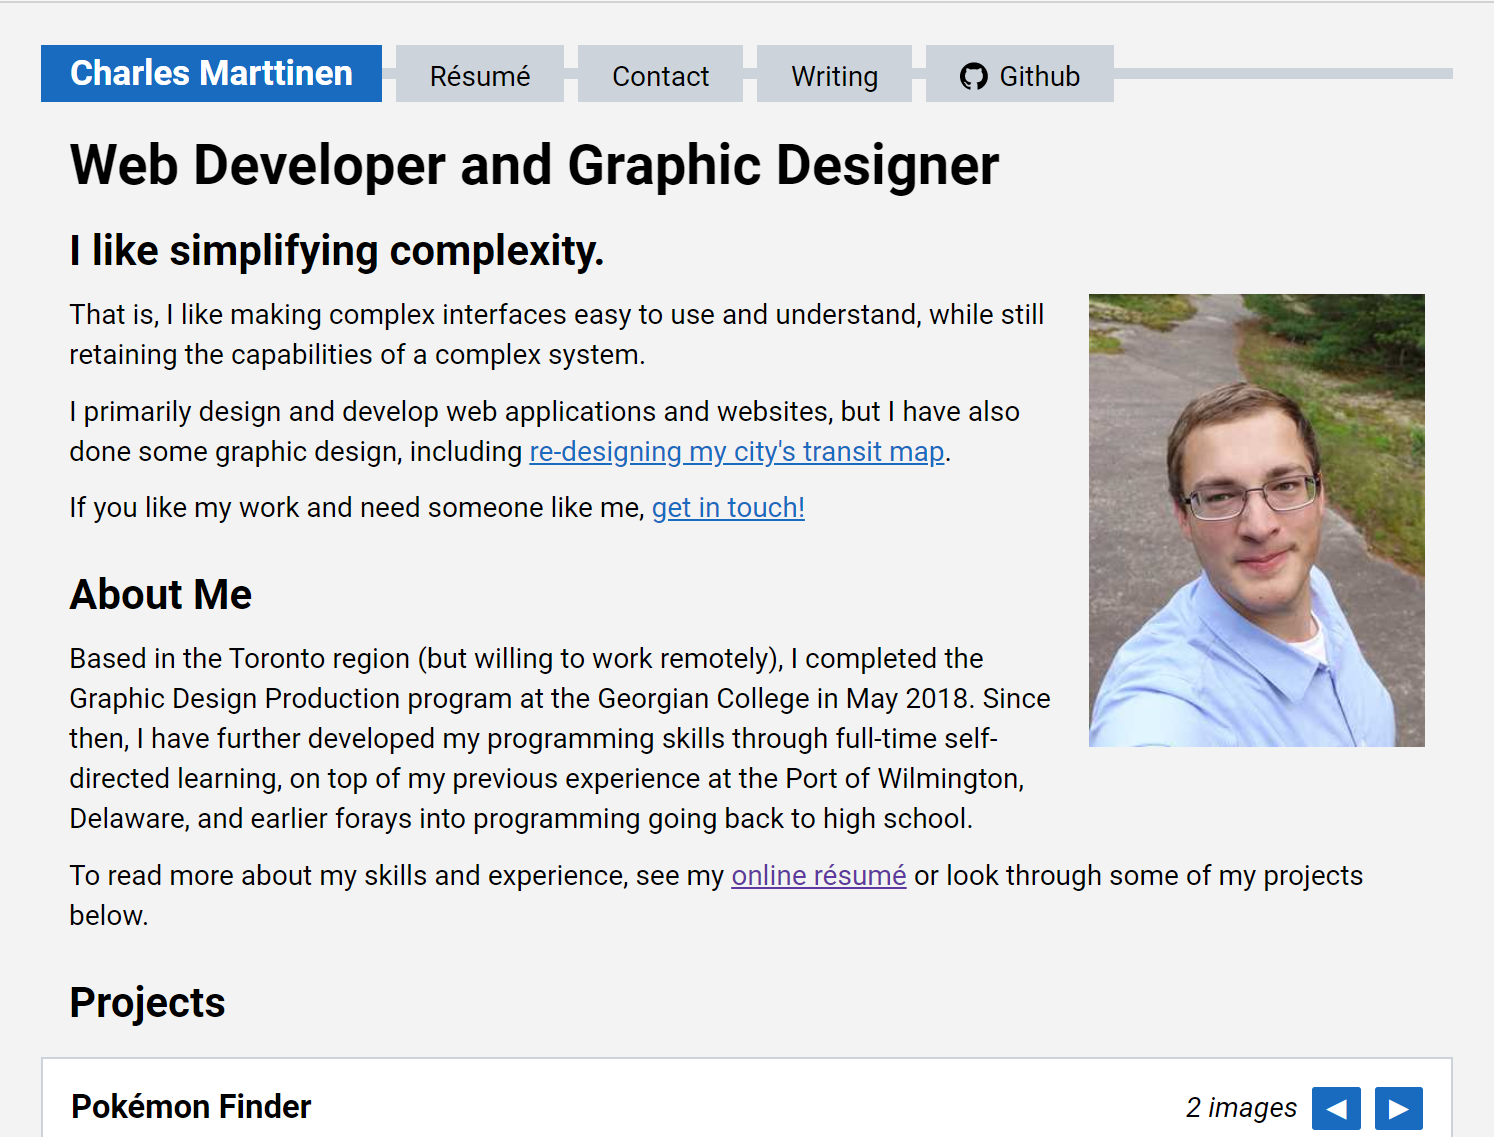 Charles Marttinen
Résumé
Contact
Writing
Github
Web Developer and Graphic Designer
I like simplifying complexity.
That is, I like making complex interfaces easy to use and understand, while still
retaining the capabilities of a complex system.
I primarily design and develop web applications and websites, but I have also
done some graphic design, including re-designing my city's transit map.
If you like my work and need someone like me, get in touch!
About Me
Based in the Toronto region (but willing to work remotely), I completed the
Graphic Design Production program at the Georgian College in May 2018. Since
then, I have further developed my programming skills through full-time self-
directed learning, on top of my previous experience at the Port of Wilmington,
Delaware, and earlier forays into programming going back to high school.
To read more about my skills and experience, see my online résumé or look through some of my projects
below.
Projects
Pokémon Finder
2 images